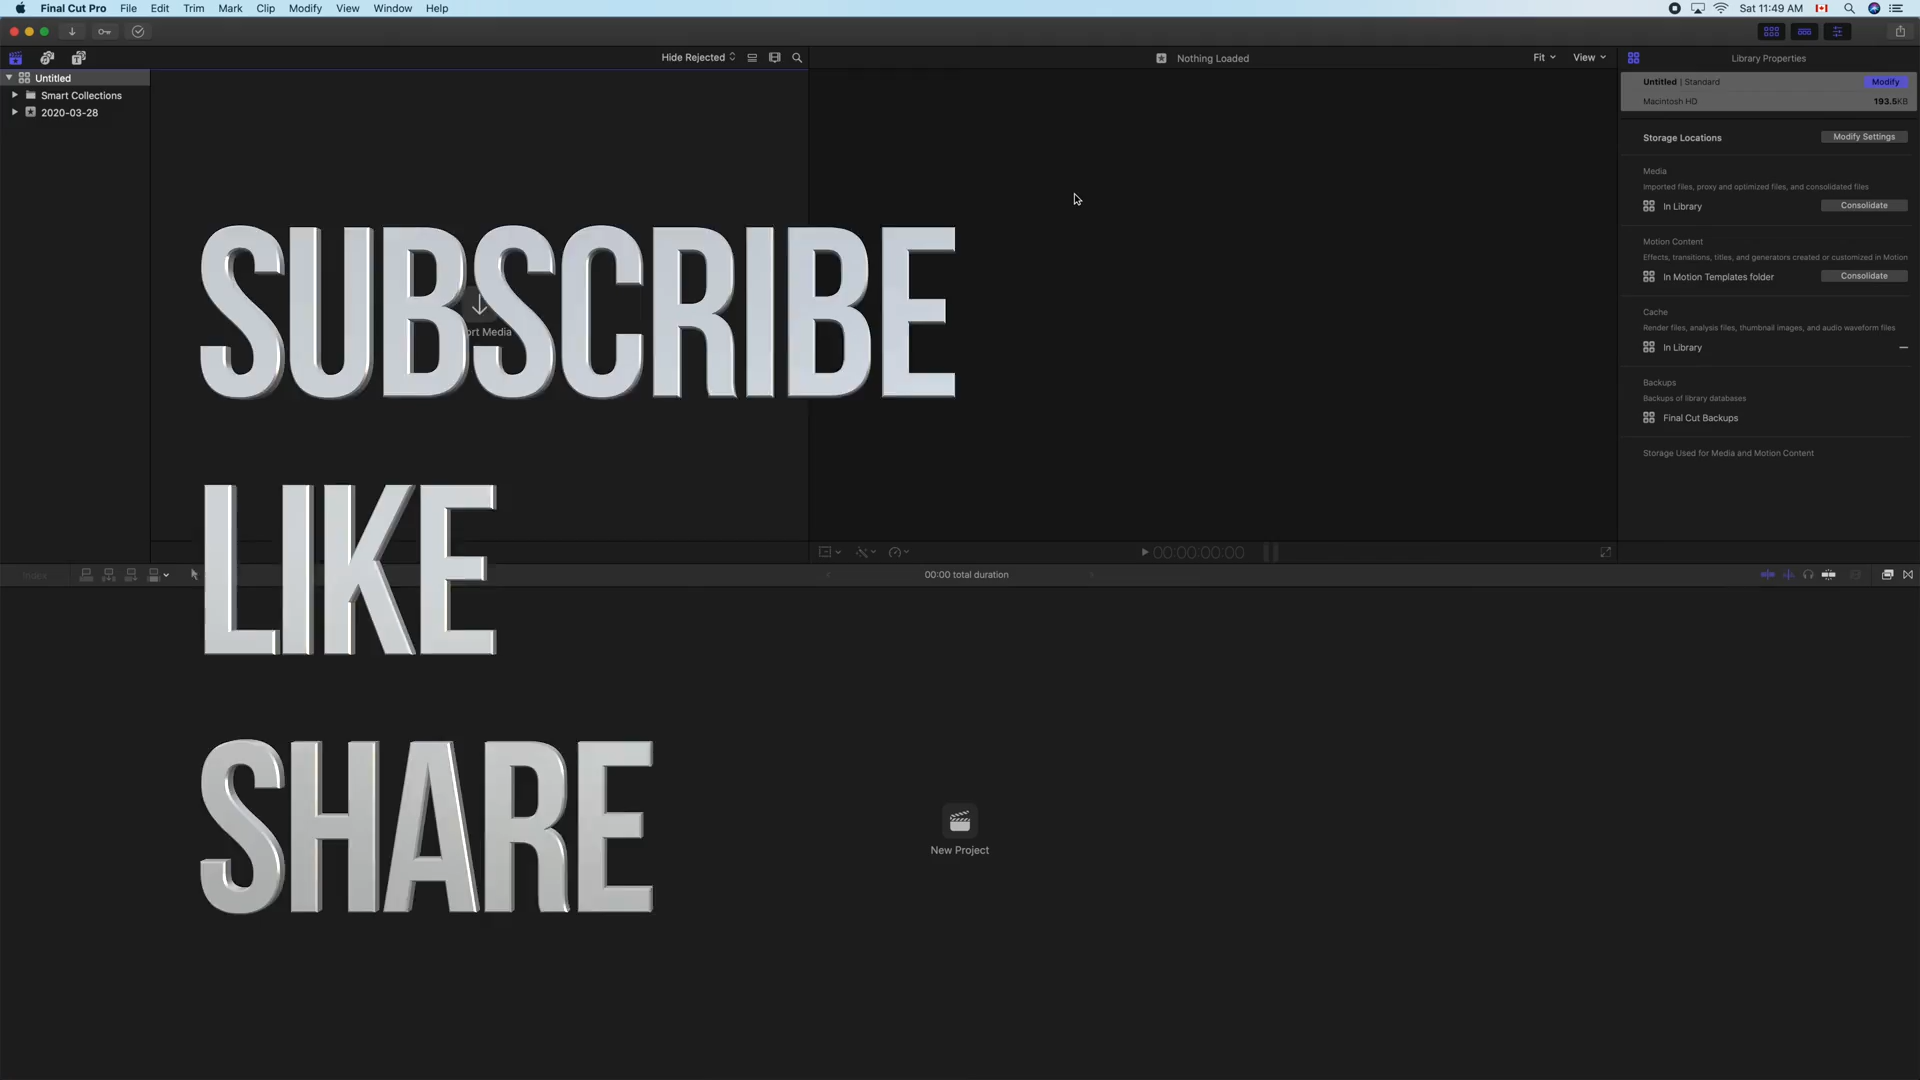 Final Cut Pro File Edit Trim Mark Clip Modify View Window Help Sat 11:49 AM
Hide Rejected
Nothing Loaded
Fit View
Library Properties
Untitled
Smart Collections
2020-03-28
Untitled | Standard Modify
Macintosh HD 193.5KB
Storage Locations Modify Settings
Media
Imported files, proxy and optimized files, and consolidated files
In Library Consolidate
Motion Content
Effects, transitions, titles, and generators created or customized in Motion
In Motion Templates folder Consolidate
Cache
Render files, analysis files, thumbnail images, and audio waveform files
In Library
Backups
Backups of library databases
Final Cut Backups
Storage Used for Media and Motion Content
SUBSCRIBE
ort Media
LIKE
00:00:00:00
00:00 total duration
SHARE
New Project